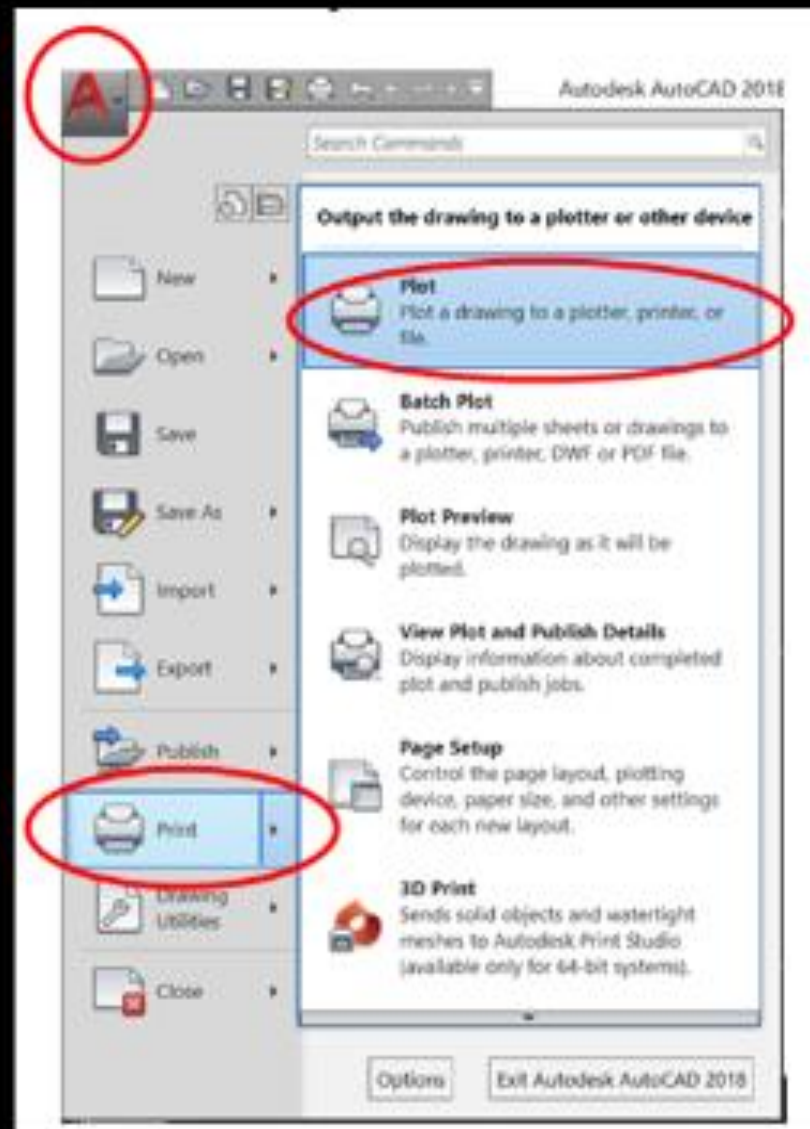 A
Autodesk AutoCAD 2018
Search Commands
Output the drawing to a plotter or other device
New
Open
Save
Save As
Import
Export
Publish
Print
Drawing
Utilities
Close
Plot
Plot a drawing to a plotter, printer, or
file.
Batch Plot
Publish multiple sheets or drawings to
a plotter, printer, DWF or PDF file.
Plot Preview
Display the drawing as it will be
plotted.
View Plot and Publish Details
Display information about completed
plot and publish jobs.
Page Setup
Control the page layout, plotting
device, paper size, and other settings
for each new layout.
3D Print
Sends solid objects and watertight
meshes to Autodesk Print Studio
(available only for 64-bit systems).
Options
Exit Autodesk AutoCAD 2018